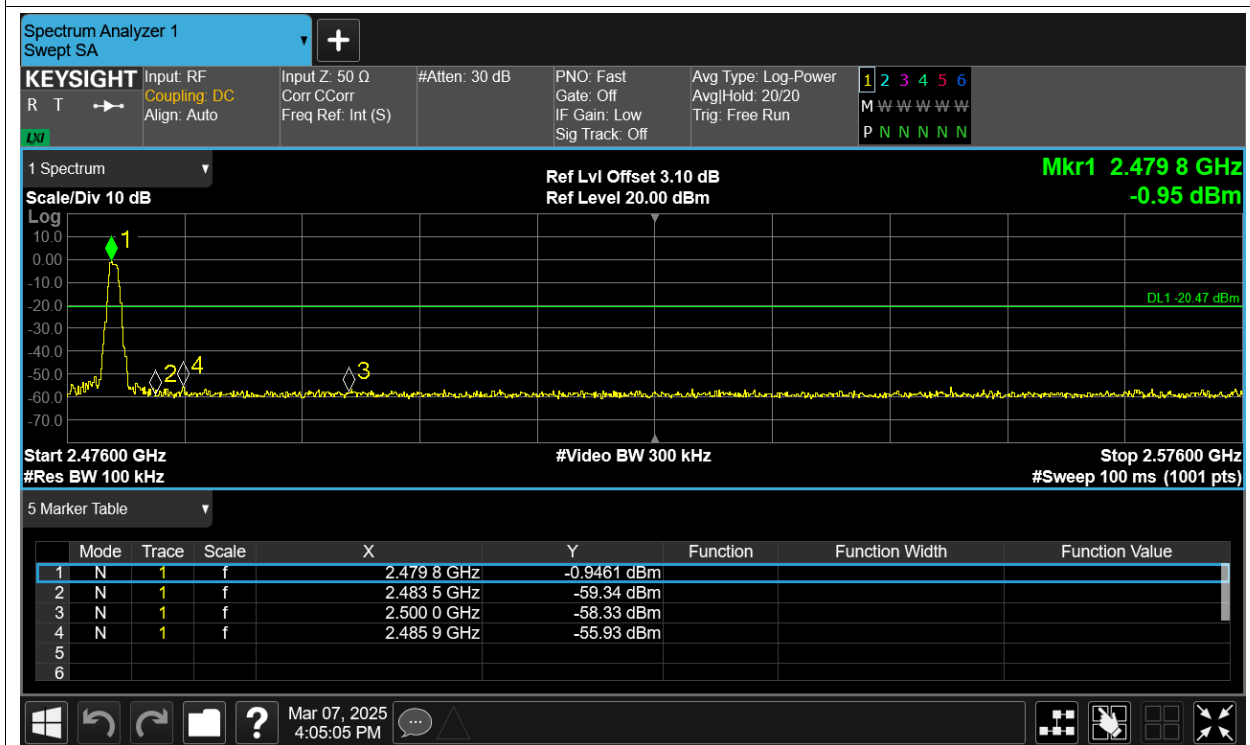 Spectrum Analyzer 1
Swept SA
KEYSIGHT
R T
LXI
Input: RF
Coupling: DC
Align: Auto
Input Z: 50 Ω
Corr CCorr
Freq Ref: Int (S)
#Atten: 30 dB
PNO: Fast
Gate: Off
IF Gain: Low
Sig Track: Off
Avg Type: Log-Power
Avg|Hold: 20/20
Trig: Free Run
1 2 3 4 5 6
M W W W W W
P N N N N N
1 Spectrum
Scale/Div 10 dB
Ref Lvl Offset 3.10 dB
Ref Level 20.00 dBm
Mkr1 2.479 8 GHz
-0.95 dBm
Log
10.0
0.00
-10.0
-20.0
-30.0
-40.0
-50.0
-60.0
-70.0
1
2
4
3
DL1 -20.47 dBm
Start 2.47600 GHz
#Video BW 300 kHz
Stop 2.57600 GHz
#Res BW 100 kHz
#Sweep 100 ms (1001 pts)
5 Marker Table
Mode Trace Scale X Y Function Function Width Function Value
1 N 1 f 2.479 8 GHz -0.9461 dBm
2 N 1 f 2.483 5 GHz -59.34 dBm
3 N 1 f 2.500 0 GHz -58.33 dBm
4 N 1 f 2.485 9 GHz -55.93 dBm
5
6
?
Mar 07, 2025
4:05:05 PM